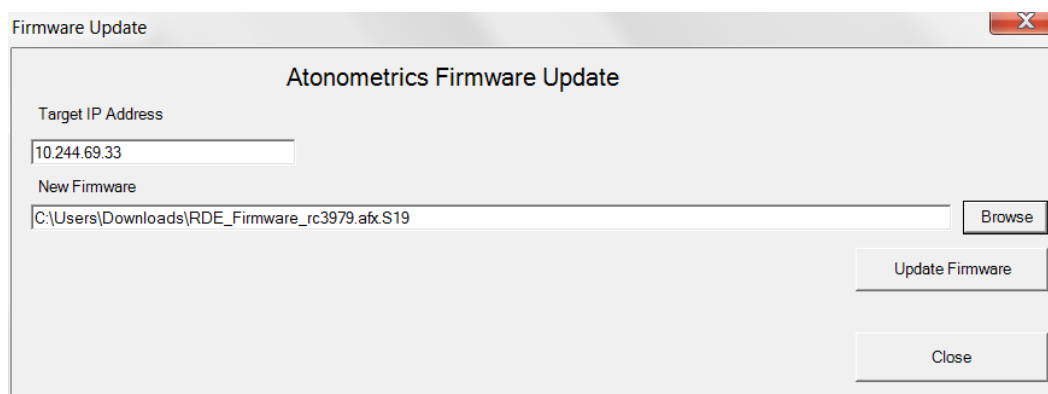 Firmware Update
X
Atonometrics Firmware Update
Target IP Address
10.244.69.33
New Firmware
C:\Users\Downloads\RDE_Firmware_rc3979.afx.S19
Browse
Update Firmware
Close